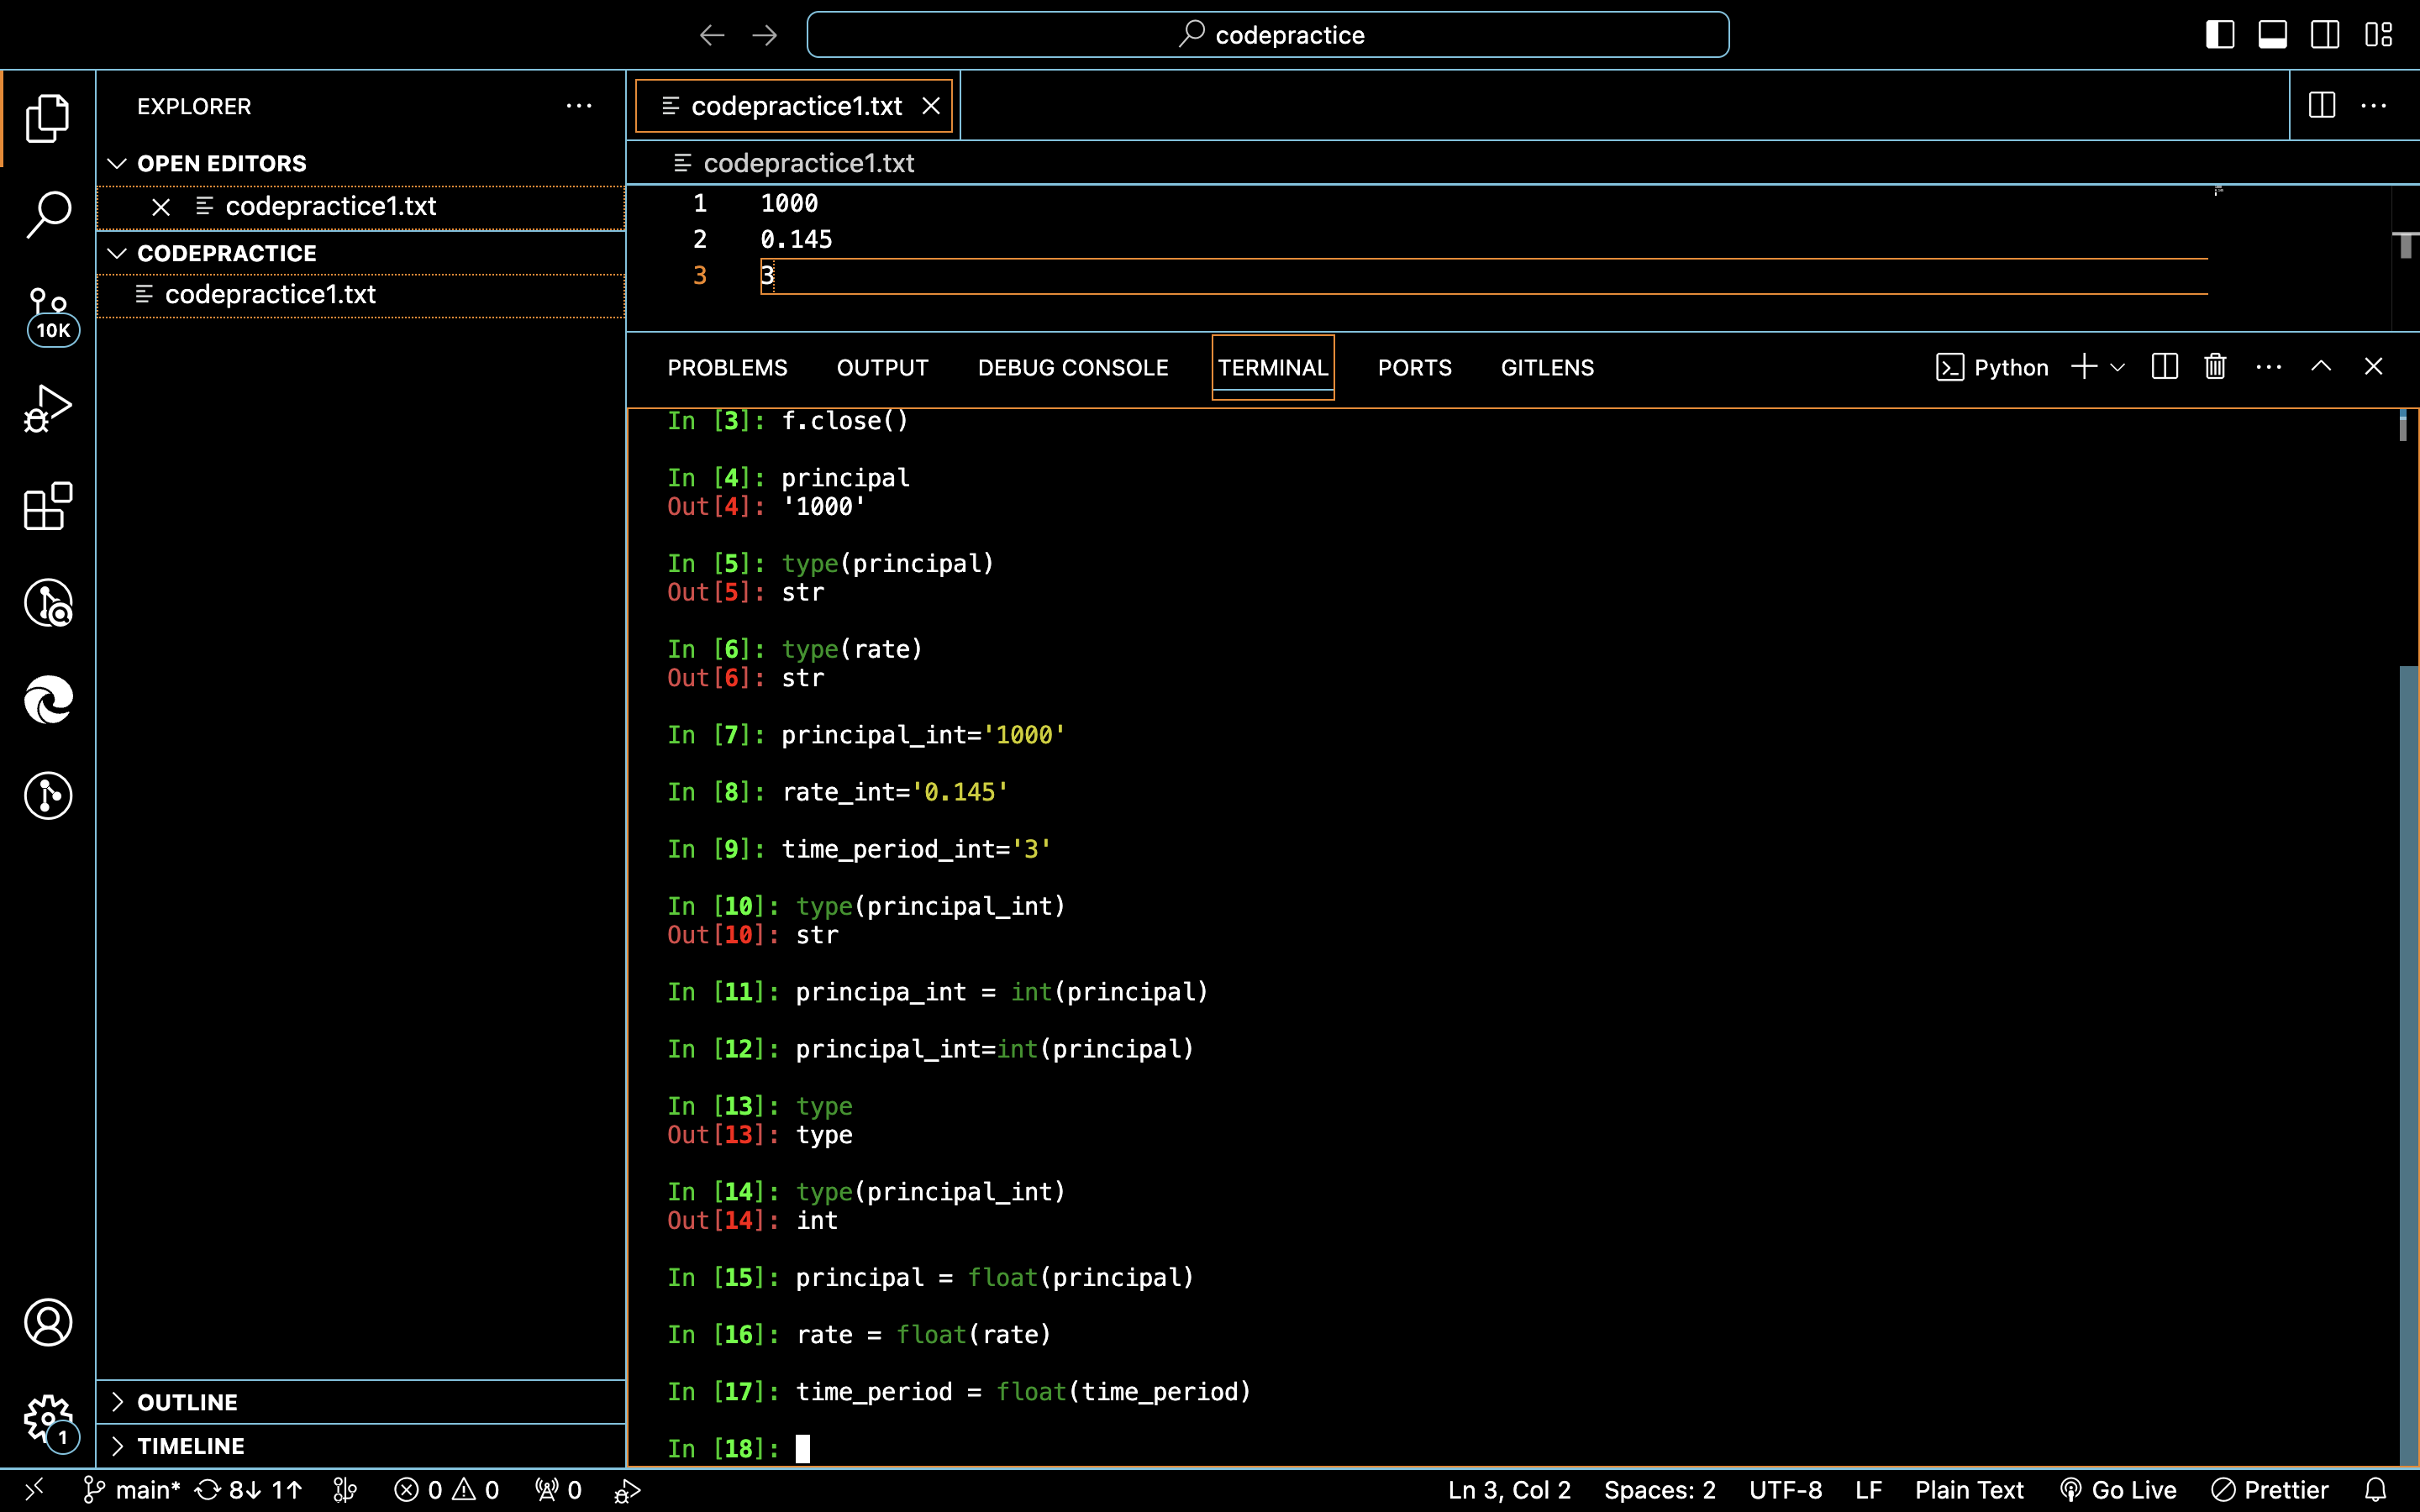 codepractice
EXPLORER
OPEN EDITORS
codepractice1.txt
CODEPRACTICE
codepractice1.txt
10K
1
OUTLINE
TIMELINE
codepractice1.txt
codepractice1.txt
1 1000
2 0.145
3 3
PROBLEMS OUTPUT DEBUG CONSOLE TERMINAL PORTS GITLENS Python
In [3]: f.close()
In [4]: principal
Out[4]: '1000'
In [5]: type(principal)
Out[5]: str
In [6]: type(rate)
Out[6]: str
In [7]: principal_int='1000'
In [8]: rate_int='0.145'
In [9]: time_period_int='3'
In [10]: type(principal_int)
Out[10]: str
In [11]: principa_int = int(principal)
In [12]: principal_int=int(principal)
In [13]: type
Out[13]: type
In [14]: type(principal_int)
Out[14]: int
In [15]: principal = float(principal)
In [16]: rate = float(rate)
In [17]: time_period = float(time_period)
In [18]:
main* 8↓ 1↑ 0 0 0 Ln 3, Col 2 Spaces: 2 UTF-8 LF Plain Text Go Live Prettier